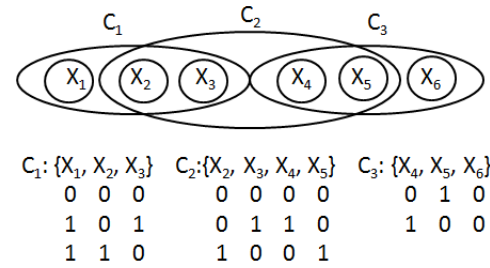 C₁ C₂ C₃
X₁ X₂ X₃ X₄ X₅ X₆
C₁: {X₁, X₂, X₃} C₂:{X₂, X₃, X₄, X₅} C₃: {X₄, X₅, X₆}
0 0 0 0 0 0 0 0 1 0
1 0 1 0 1 1 0 1 0 0
1 1 0 1 0 0 1